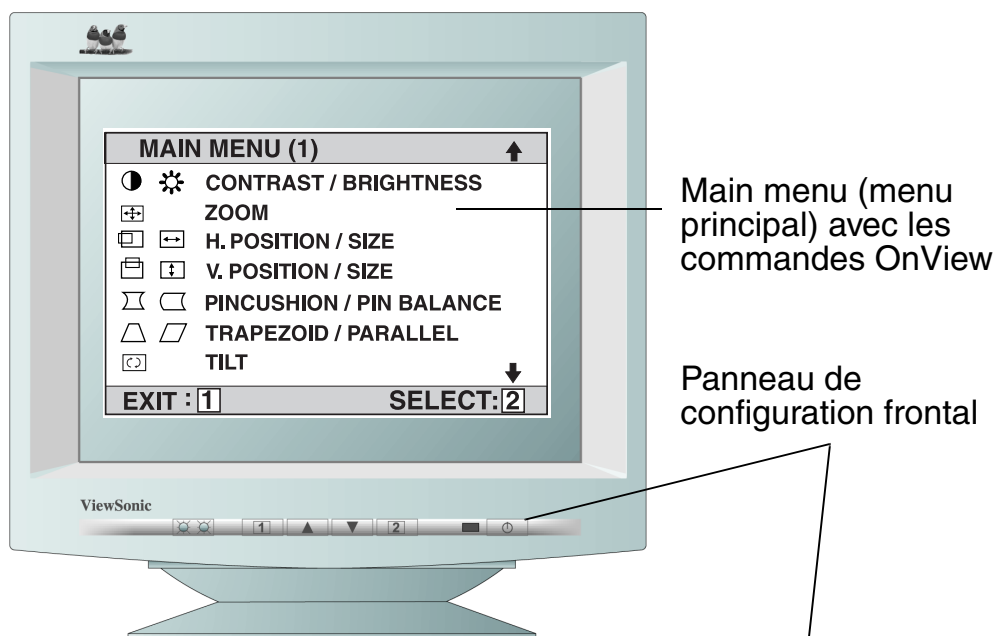 MAIN MENU (1)
CONTRAST / BRIGHTNESS
ZOOM
H. POSITION / SIZE
V. POSITION / SIZE
PINCUSHION / PIN BALANCE
TRAPEZOID / PARALLEL
TILT
EXIT : 1 SELECT: 2
Main menu (menu
principal) avec les
commandes OnView
Panneau de
configuration frontal
ViewSonic
1 2